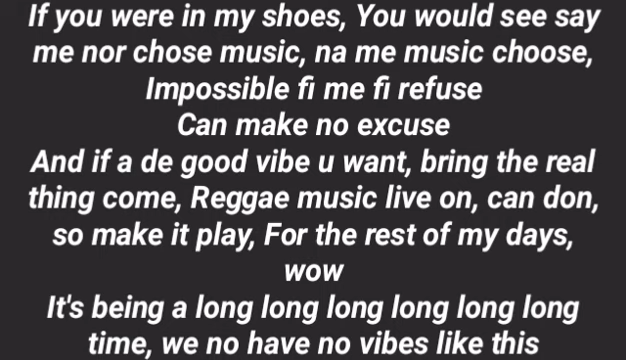 If you were in my shoes, You would see say
me nor chose music, na me music choose,
Impossible fi me fi refuse
Can make no excuse
And if a de good vibe u want, bring the real
thing come, Reggae music live on, can don,
so make it play, For the rest of my days,
wow
It's being a long long long long long long
time, we no have no vibes like this